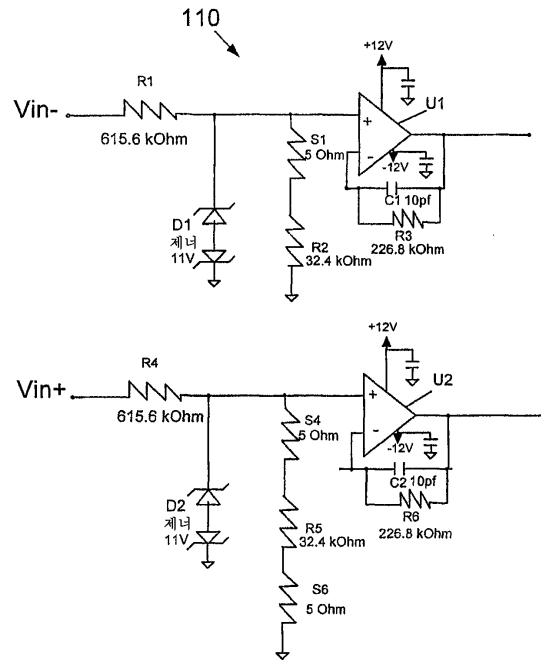 110
+12V
R1
U1
Vin-
615.6 kOhm
+
S1
5 Ohm
-
-12V
C1 10pf
D1
제너
11V
R2
32.4 kOhm
R3
226.8 kOhm
+12V
R4
U2
Vin+
615.6 kOhm
+
S4
5 Ohm
-
-12V
C2 10pf
D2
제너
11V
R5
32.4 kOhm
R6
226.8 kOhm
S6
5 Ohm